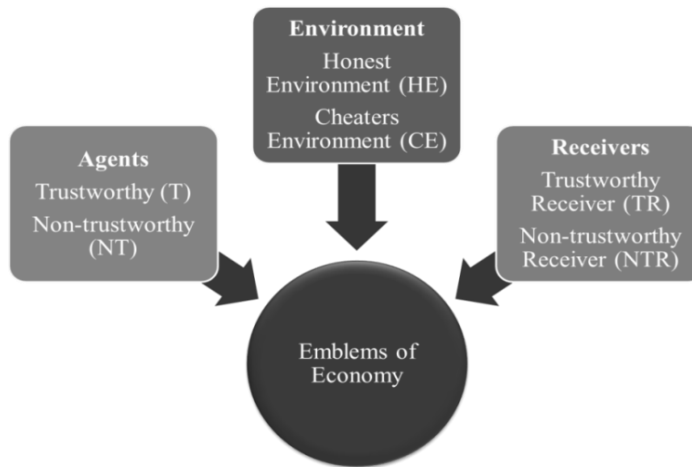 Environment
Honest
Environment (HE)
Cheaters
Environment (CE)
Agents
Trustworthy (T)
Non-trustworthy
(NT)
Receivers
Trustworthy
Receiver (TR)
Non-trustworthy
Receiver (NTR)
Emblems of
Economy